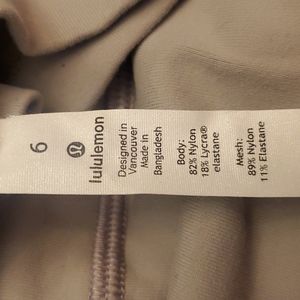 6
lululemon
Designed in
Vancouver
Made in
Bangladesh
Body:
82% Nylon
18% Lycra®
elastane
Mesh:
89% Nylon
11% Elastane